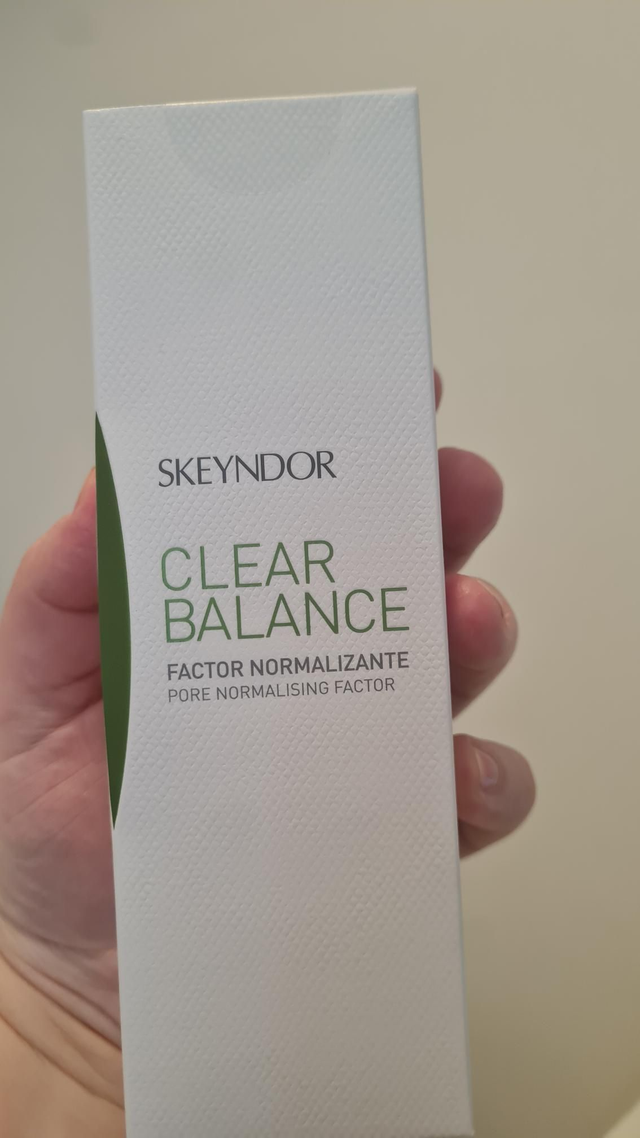 SKEYNDOR
CLEAR
BALANCE
FACTOR NORMALIZANTE
PORE NORMALISING FACTOR